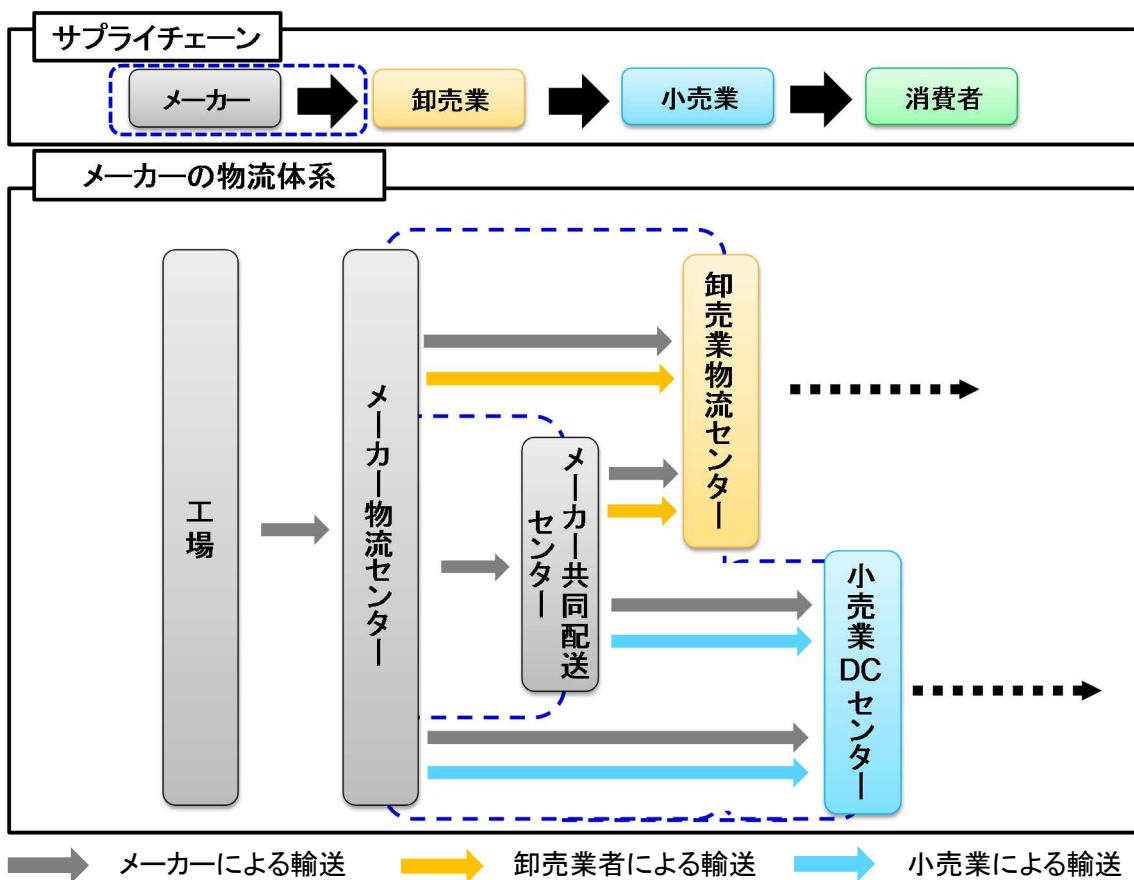 サプライチェーン
メーカー
卸売業
小売業
消費者
メーカーの物流体系
工場
メーカー物流センター
メーカー共同配送
センター
卸売業物流センター
小売業DCセンター
メーカーによる輸送
卸売業者による輸送
小売業による輸送